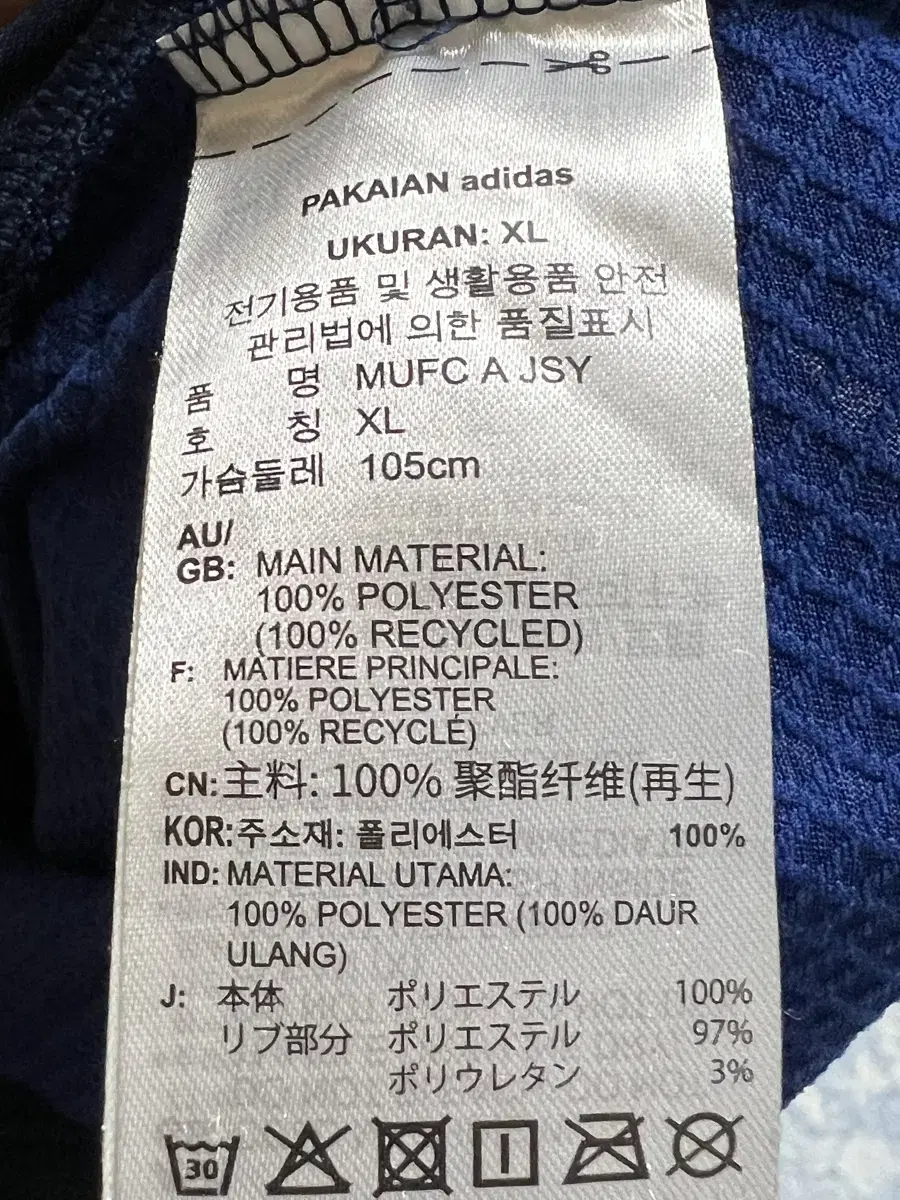 PAKAIAN adidas
UKURAN: XL
전기용품 및 생활용품 안전
관리법에 의한 품질표시
품 명 MUFC A JSY
호 칭 XL
가슴둘레 105cm
AU/
GB: MAIN MATERIAL:
100% POLYESTER
(100% RECYCLED)
F: MATIERE PRINCIPALE:
100% POLYESTER
(100% RECYCLÉ)
CN: 主料: 100% 聚酯纤维(再生)
KOR: 주소재: 폴리에스터 100%
IND: MATERIAL UTAMA:
100% POLYESTER (100% DAUR
ULANG)
J: 本体 ポリエステル 100%
リブ部分 ポリエステル 97%
ポリウレタン 3%
30